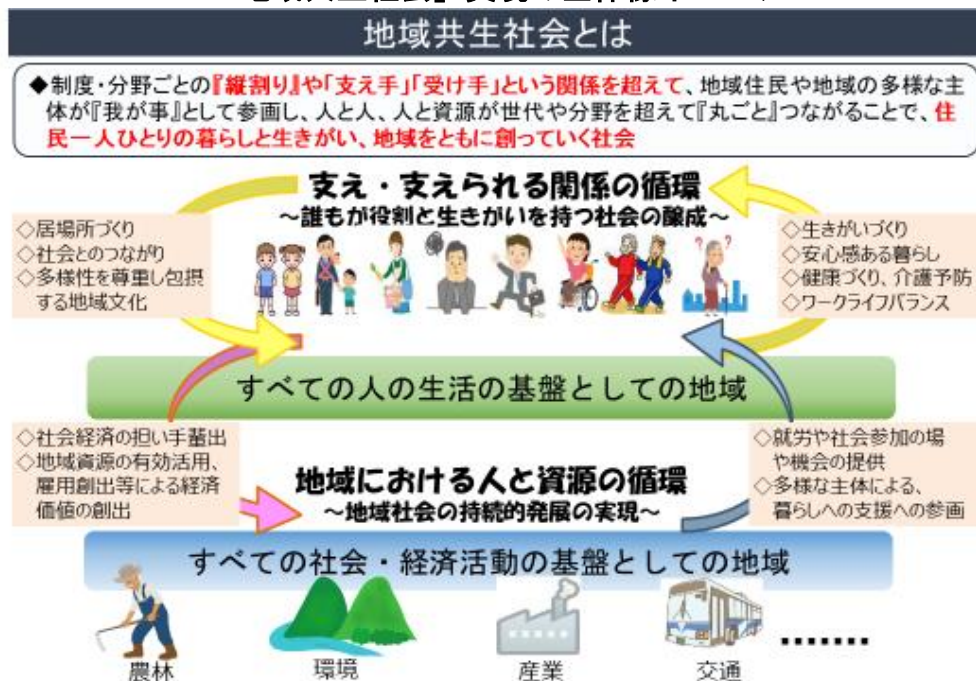 地域共生社会とは
◆制度・分野ごとの『縦割り』や「支え手」「受け手」という関係を超えて、地域住民や地域の多様な主
体が『我が事』として参画し、人と人、人と資源が世代や分野を超えて『丸ごと』つながることで、住
民一人ひとりの暮らしと生きがい、地域をともに創っていく社会
支え・支えられる関係の循環
～誰もが役割と生きがいを持つ社会の醸成～
◇居場所づくり
◇社会とのつながり
◇多様性を尊重し包摂
する地域文化
◇生きがいづくり
◇安心感ある暮らし
◇健康づくり、介護予防
◇ワークライフバランス
すべての人の生活の基盤としての地域
◇社会経済の担い手輩出
◇地域資源の有効活用、
雇用創出等による経済
価値の創出
地域における人と資源の循環
～地域社会の持続的発展の実現～
◇就労や社会参加の場
や機会の提供
◇多様な主体による、
暮らしへの支援への参画
すべての社会・経済活動の基盤としての地域
農林
環境
産業
交通